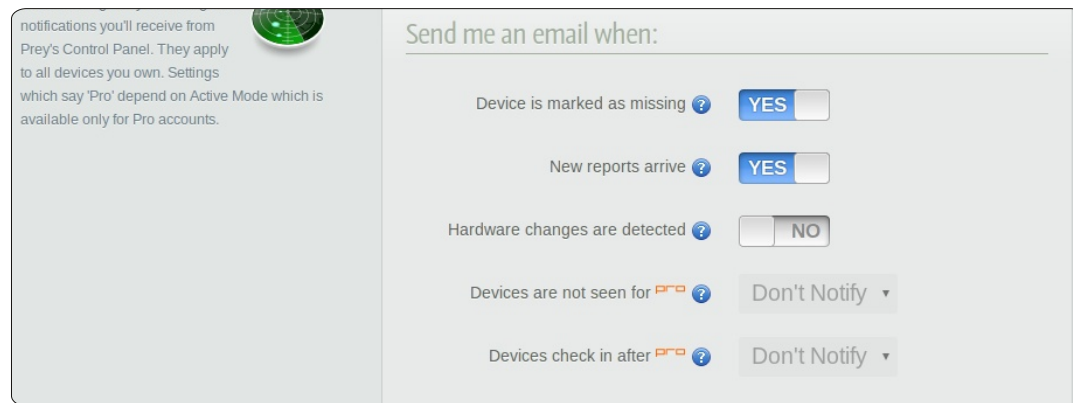 notifications you'll receive from
Prey's Control Panel. They apply
to all devices you own. Settings
which say 'Pro' depend on Active Mode which is
available only for Pro accounts.
Send me an email when:
Device is marked as missing ? YES
New reports arrive ? YES
Hardware changes are detected ? NO
Devices are not seen for pro ? Don't Notify
Devices check in after pro ? Don't Notify